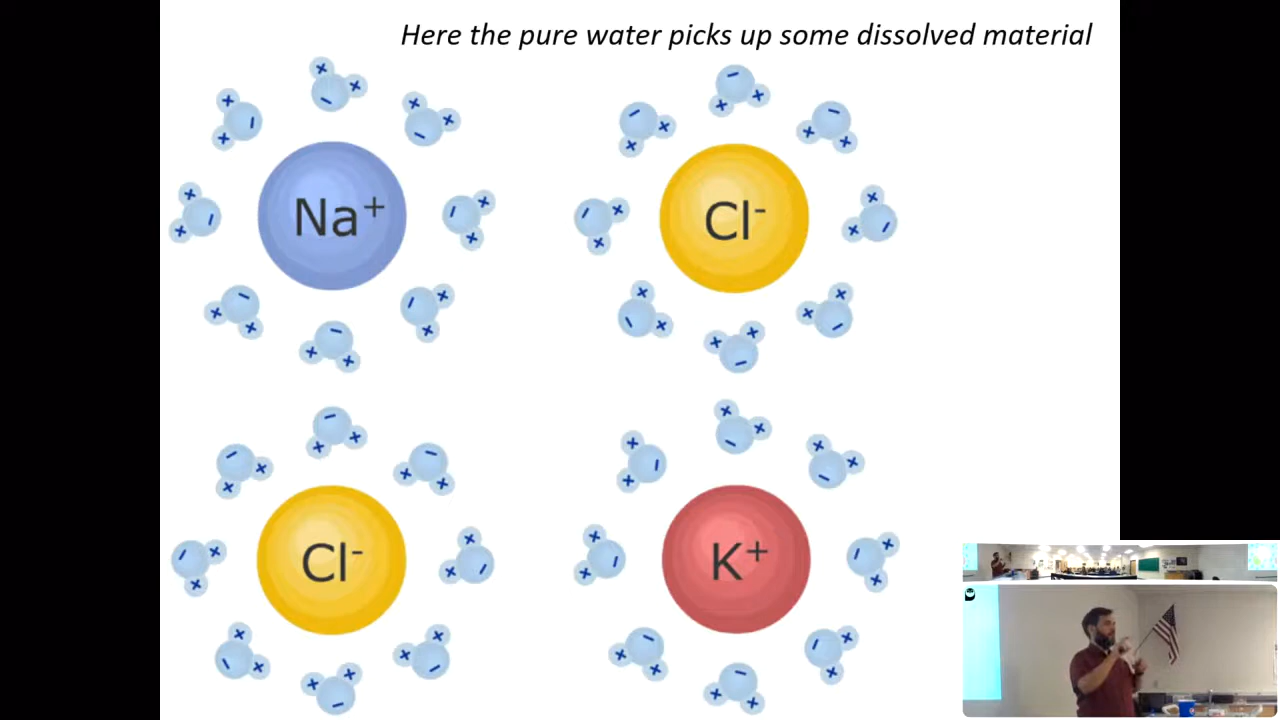 Here the pure water picks up some dissolved material
Na⁺
Cl⁻
Cl⁻
K⁺